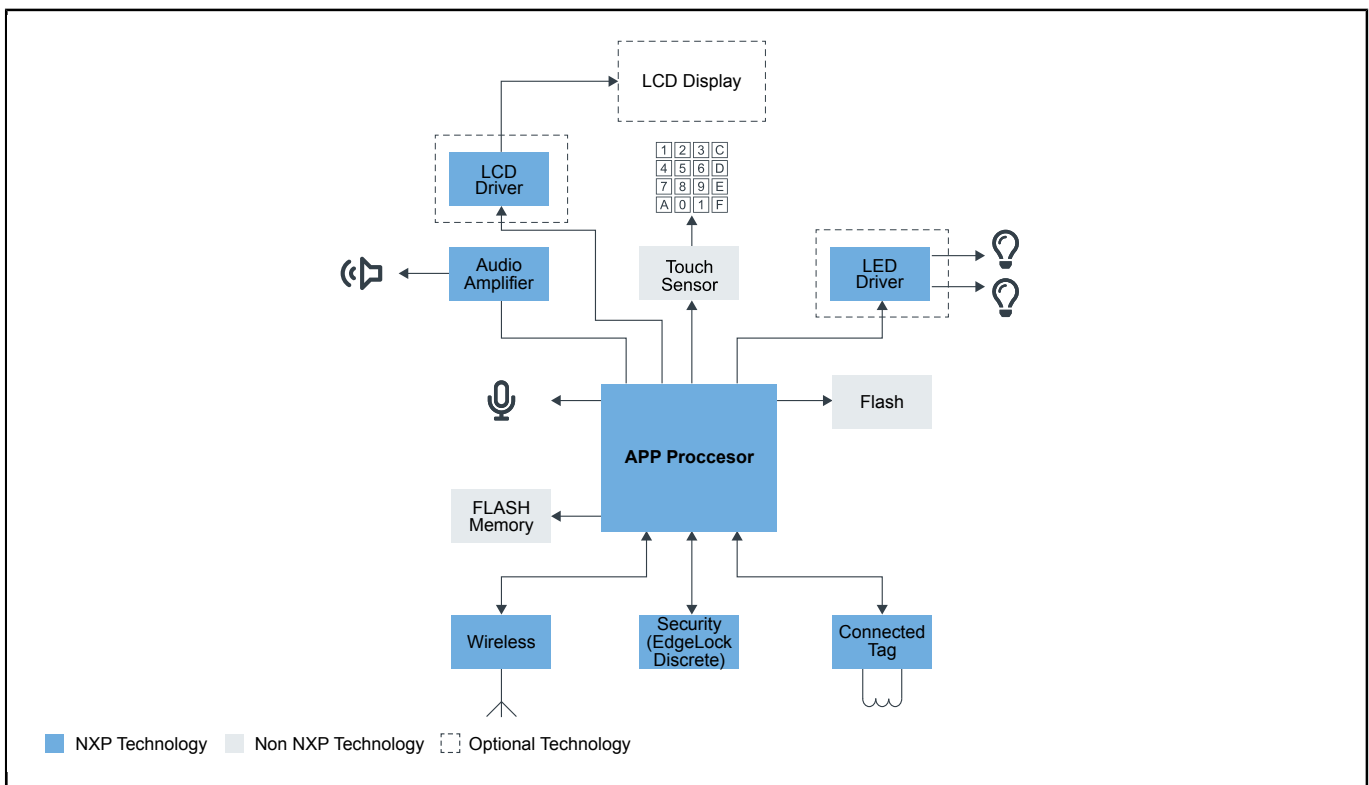 LCD Display
1 2 3 C
4 5 6 D
7 8 9 E
A 0 1 F
LCD
Driver
Audio
Amplifier
Touch
Sensor
LED
Driver
Flash
APP Proccesor
FLASH
Memory
Wireless
Security
(EdgeLock
Discrete)
Connected
Tag
NXP Technology
Non NXP Technology
Optional Technology